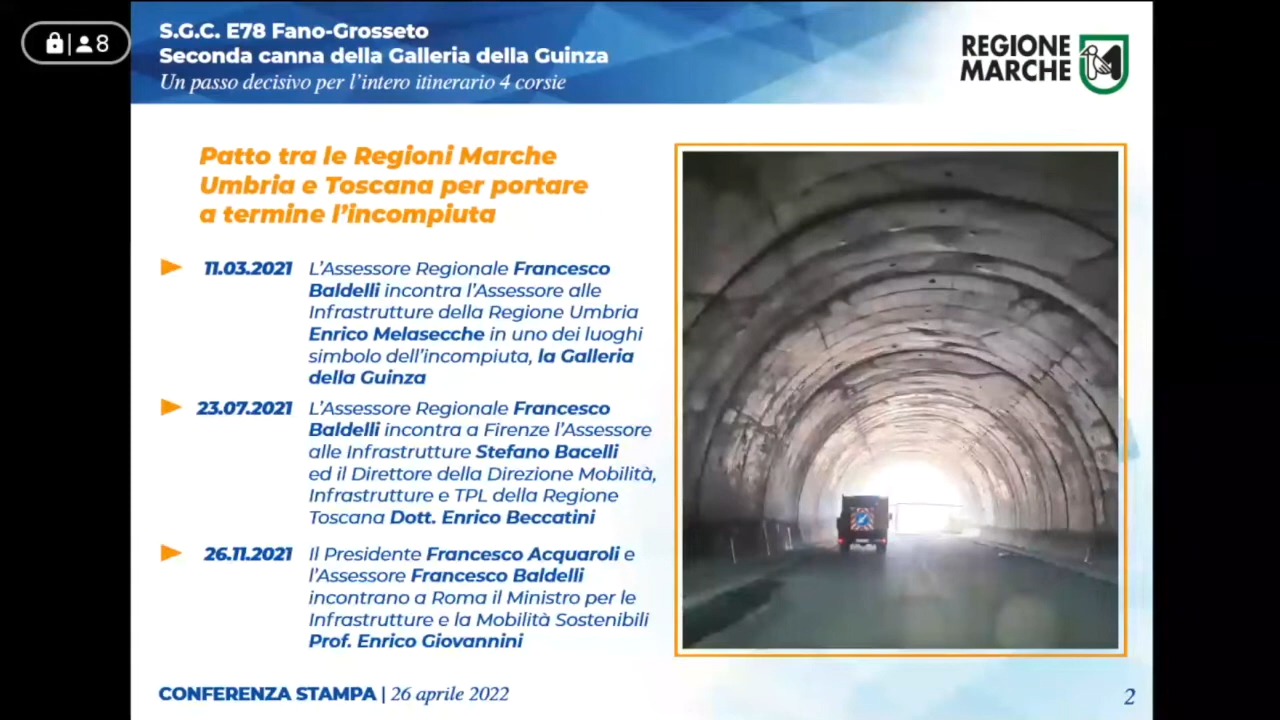 8
S.G.C. E78 Fano-Grosseto
Seconda canna della Galleria della Guinza
Un passo decisivo per l'intero itinerario 4 corsie
REGIONE
MARCHE
Patto tra le Regioni Marche
Umbria e Toscana per portare
a termine l'incompiuta
11.03.2021 L'Assessore Regionale Francesco
Baldelli incontra l'Assessore alle
Infrastrutture della Regione Umbria
Enrico Melasecche in uno dei luoghi
simbolo dell'incompiuta, la Galleria
della Guinza
23.07.2021 L'Assessore Regionale Francesco
Baldelli incontra a Firenze l'Assessore
alle Infrastrutture Stefano Bacelli
ed il Direttore della Direzione Mobilità,
Infrastrutture e TPL della Regione
Toscana Dott. Enrico Beccatini
26.11.2021 Il Presidente Francesco Acquaroli e
l'Assessore Francesco Baldelli
incontrano a Roma il Ministro per le
Infrastrutture e la Mobilità Sostenibili
Prof. Enrico Giovannini
CONFERENZA STAMPA | 26 aprile 2022
2